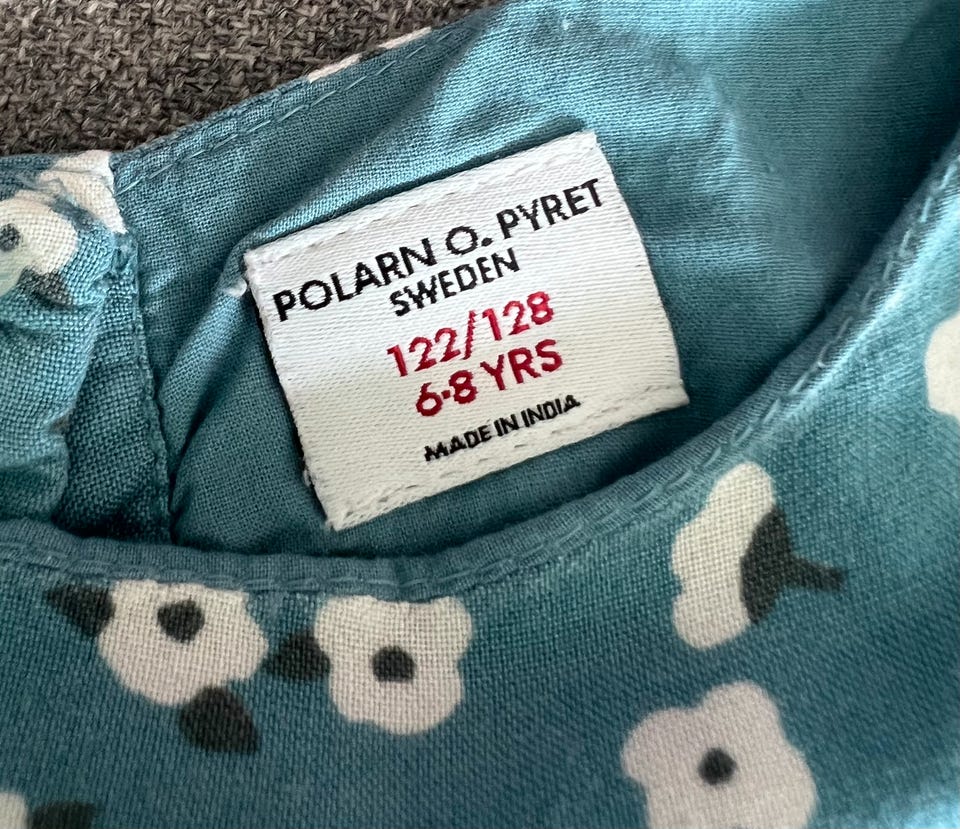 POLARN O. PYRET
SWEDEN
122/128
6-8 YRS
MADE IN INDIA